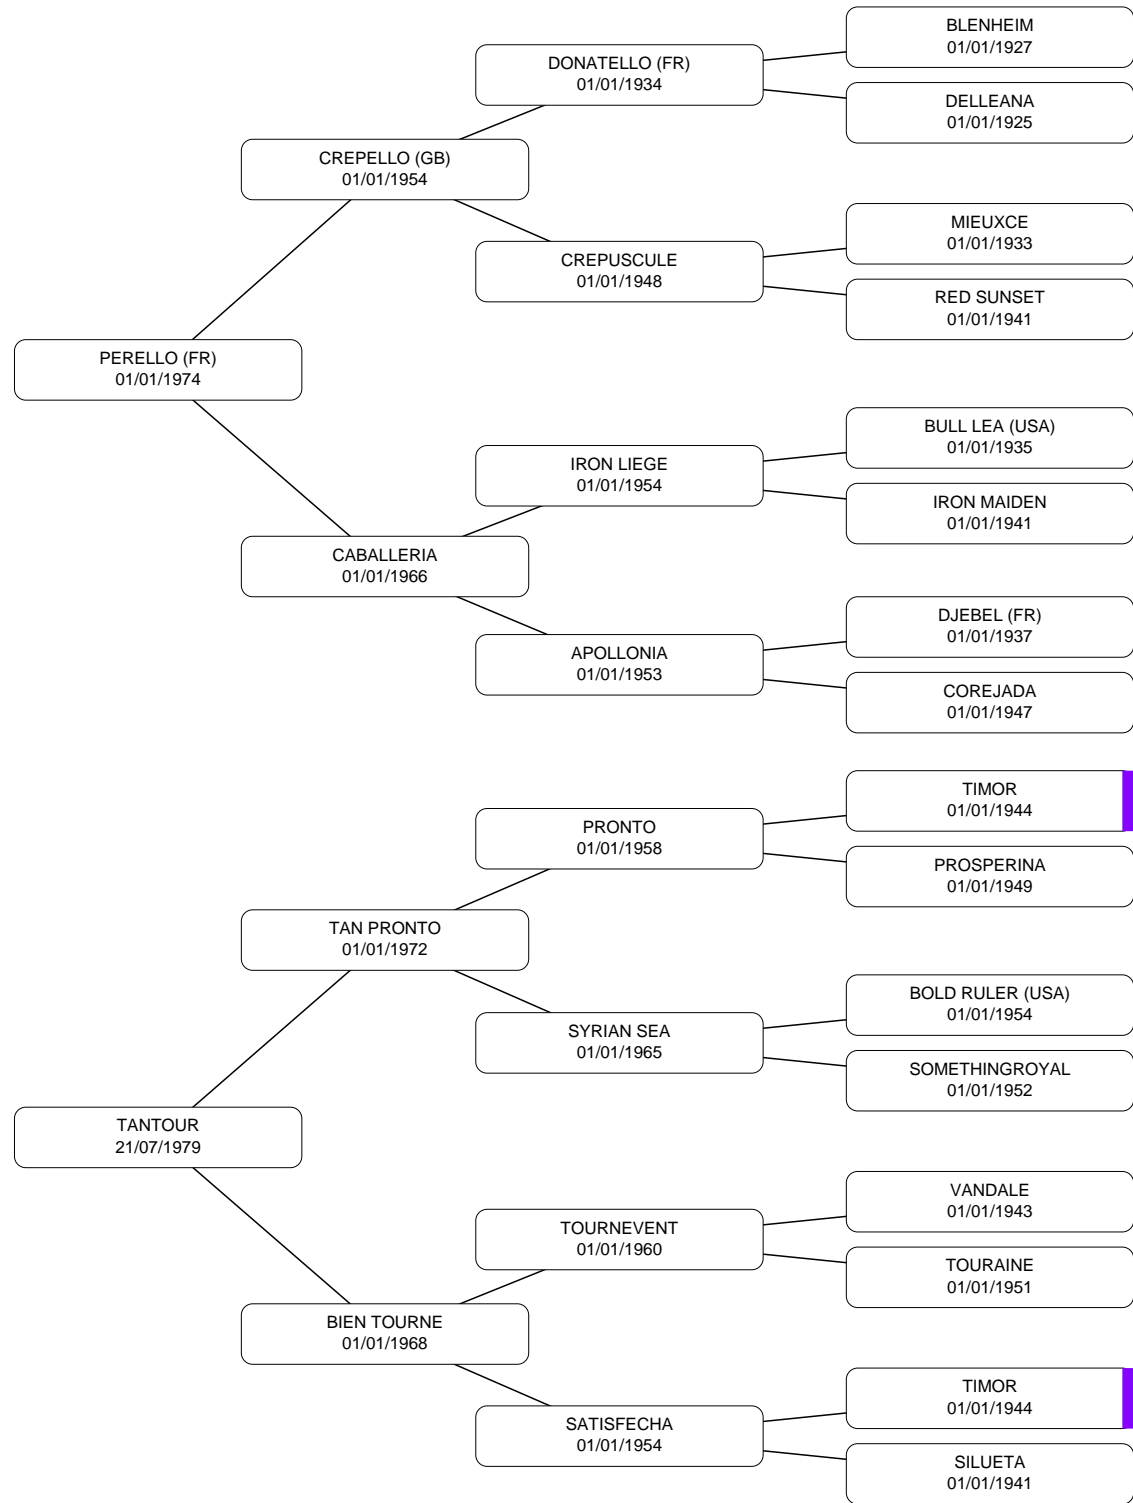 BLENHEIM
01/01/1927
DONATELLO (FR)
01/01/1934
DELLEANA
01/01/1925
CREPELLO (GB)
01/01/1954
MIEUXCE
01/01/1933
CREPUSCULE
01/01/1948
RED SUNSET
01/01/1941
PERELLO (FR)
01/01/1974
BULL LEA (USA)
01/01/1935
IRON LIEGE
01/01/1954
IRON MAIDEN
01/01/1941
CABALLERIA
01/01/1966
DJEBEL (FR)
01/01/1937
APOLLONIA
01/01/1953
COREJADA
01/01/1947
TIMOR
01/01/1944
PRONTO
01/01/1958
PROSPERINA
01/01/1949
TAN PRONTO
01/01/1972
BOLD RULER (USA)
01/01/1954
SYRIAN SEA
01/01/1965
SOMETHINGROYAL
01/01/1952
TANTOUR
21/07/1979
VANDALE
01/01/1943
TOURNEVENT
01/01/1960
TOURAINE
01/01/1951
BIEN TOURNE
01/01/1968
TIMOR
01/01/1944
SATISFECHA
01/01/1954
SILUETA
01/01/1941